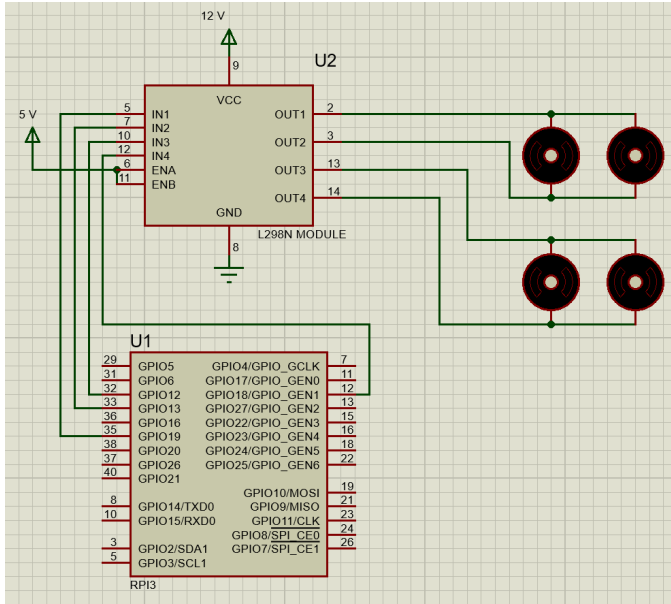 12 V
U2
9
VCC
5 V
5 IN1 OUT1 2
7 IN2
10 IN3 OUT2 3
12 IN4
6 ENA OUT3 13
11 ENB
OUT4 14
GND
8
L298N MODULE
U1
29 GPIO5 GPIO4/GPIO_GCLK 7
31 GPIO6 GPIO17/GPIO_GEN0 11
32 GPIO12 GPIO18/GPIO_GEN1 12
33 GPIO13 GPIO27/GPIO_GEN2 13
36 GPIO16 GPIO22/GPIO_GEN3 15
35 GPIO19 GPIO23/GPIO_GEN4 16
38 GPIO20 GPIO24/GPIO_GEN5 18
37 GPIO26 GPIO25/GPIO_GEN6 22
40 GPIO21
GPIO10/MOSI 19
8 GPIO14/TXD0 GPIO9/MISO 21
10 GPIO15/RXD0 GPIO11/CLK 23
GPIO8/SPI_CE0 24
3 GPIO2/SDA1 GPIO7/SPI_CE1 26
5 GPIO3/SCL1
RPI3